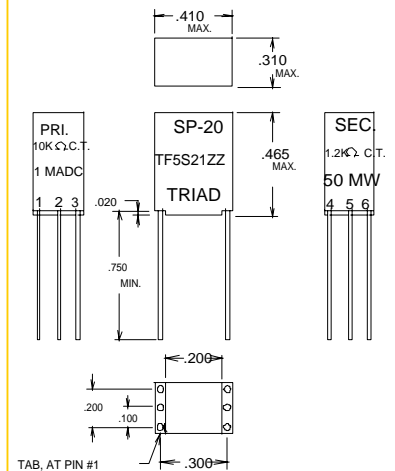 .410
MAX.
.310
MAX.
PRI.
10K Ω C.T.
1 MADC
1 2 3
SP-20
TF5S21ZZ
TRIAD
.465
MAX.
SEC.
1.2K Ω C.T.
50 MW
4 5 6
.020
.750
MIN.
.200
.200
.100
TAB, AT PIN #1
.300